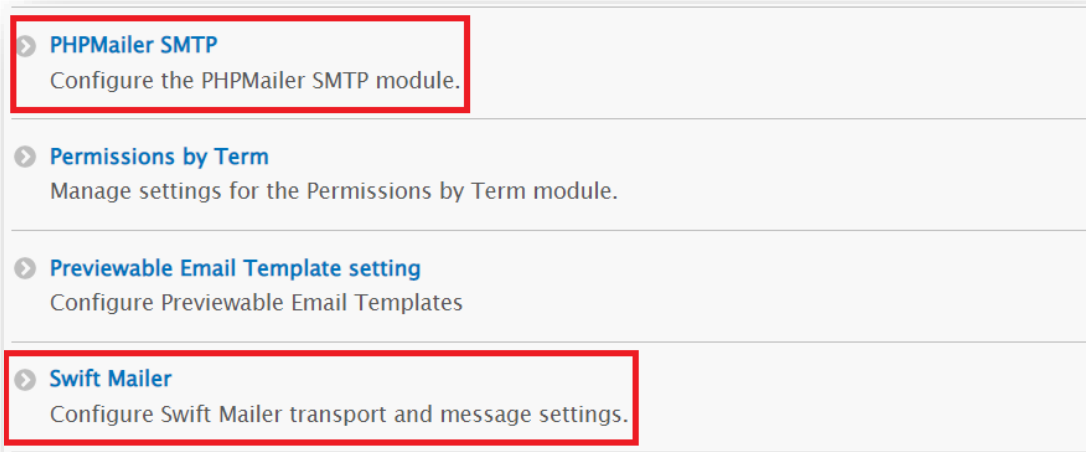 PHPMailer SMTP
Configure the PHPMailer SMTP module.
Permissions by Term
Manage settings for the Permissions by Term module.
Previewable Email Template setting
Configure Previewable Email Templates
Swift Mailer
Configure Swift Mailer transport and message settings.